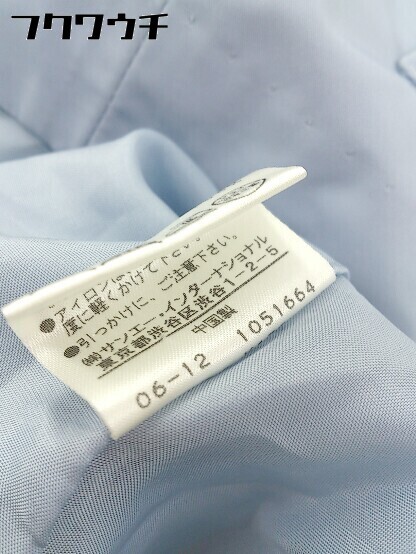 フクワウチ
●アイロン
度に軽くかけて下さい。
●引っかけに、ご注意下さい。
㈱サンエー・インターナショナル
東京都渋谷区渋谷1-2-5
中国製
06-12 1051664